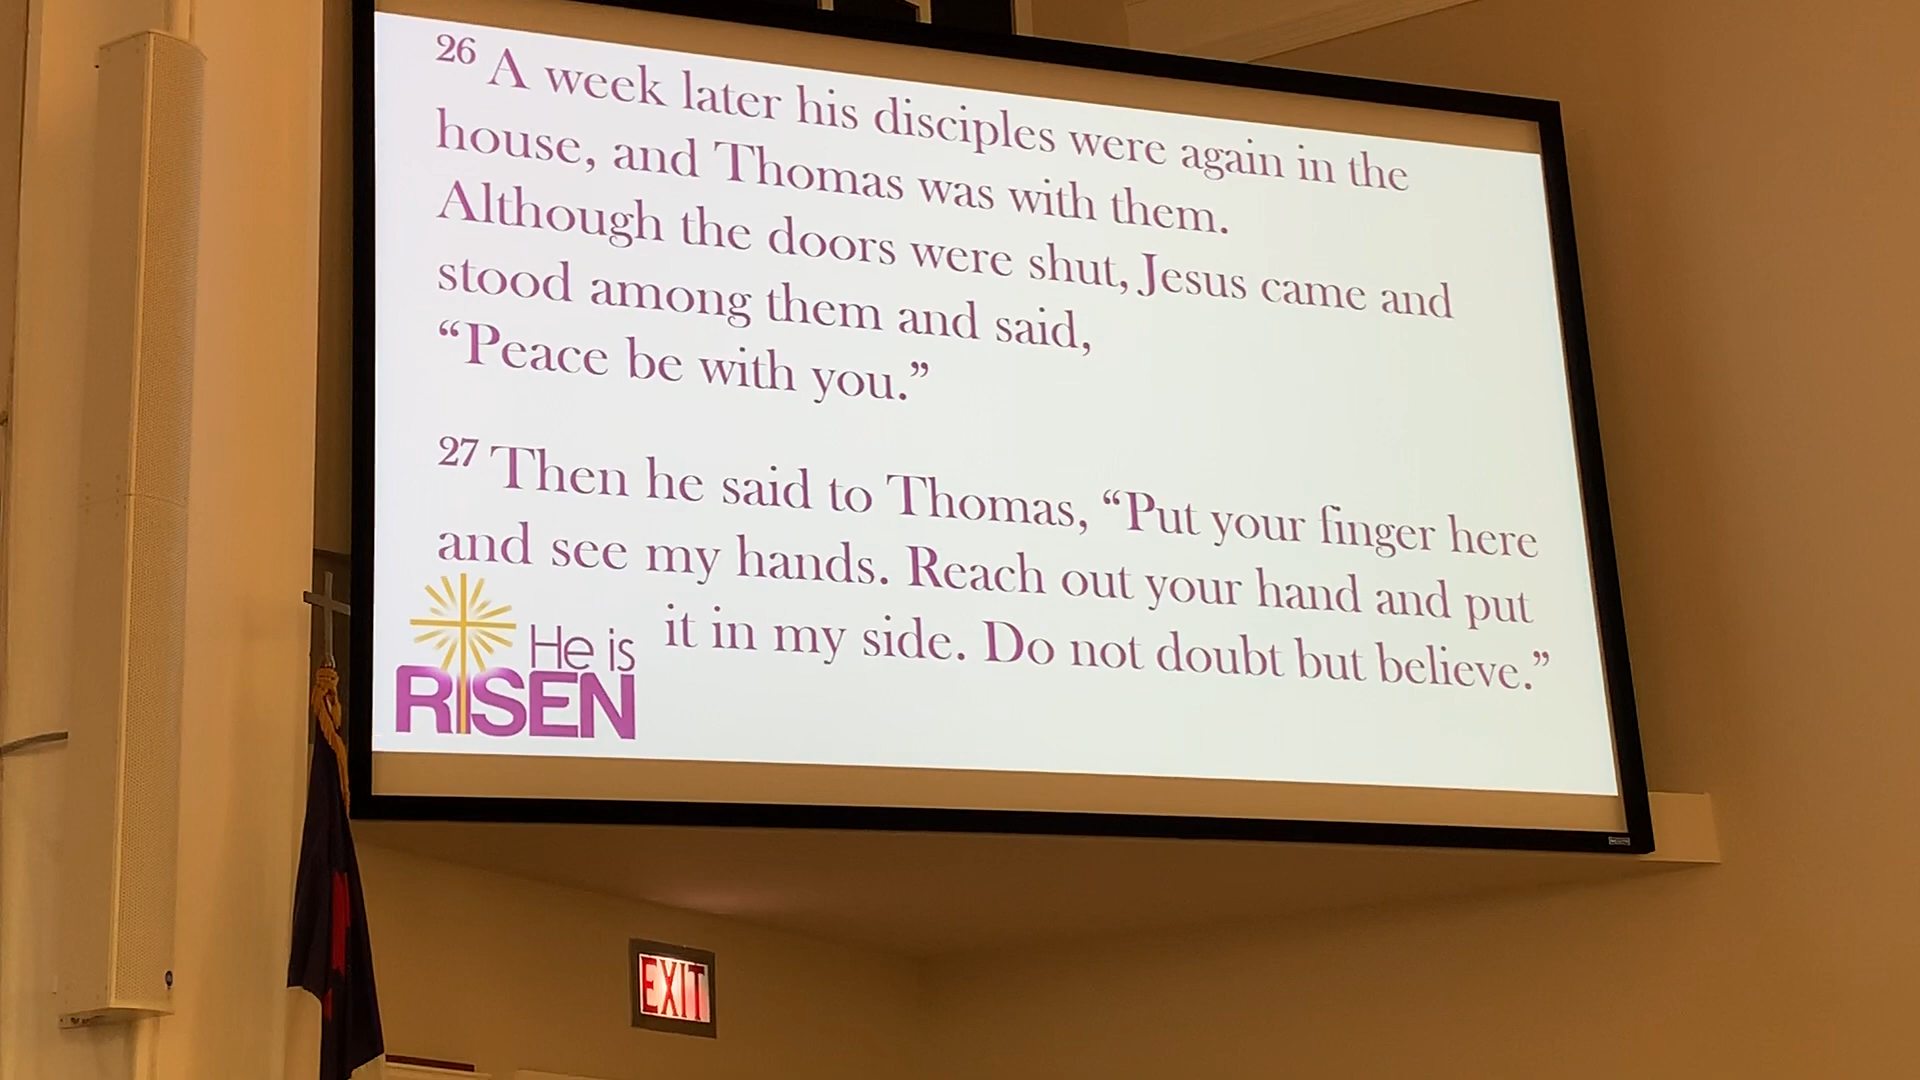 26 A week later his disciples were again in the
house, and Thomas was with them.
Although the doors were shut, Jesus came and
stood among them and said,
“Peace be with you.”
27 Then he said to Thomas, “Put your finger here
and see my hands. Reach out your hand and put
it in my side. Do not doubt but believe.”
He is
RISEN
EXIT